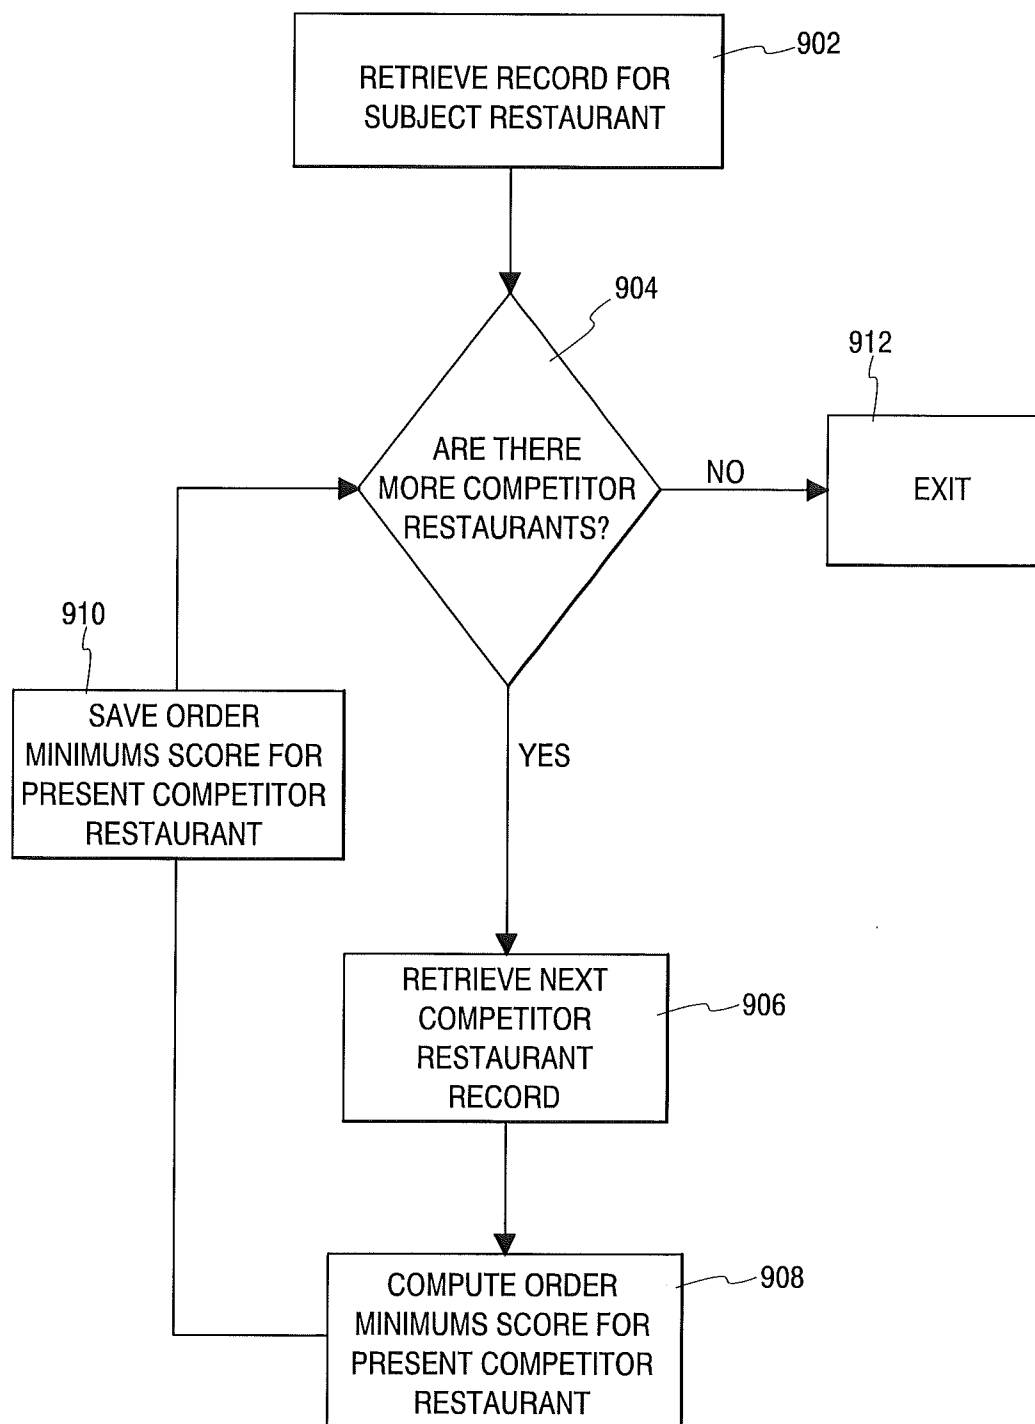 902
RETRIEVE RECORD FOR
SUBJECT RESTAURANT
904
912
ARE THERE
MORE COMPETITOR
RESTAURANTS?
NO
EXIT
910
SAVE ORDER
MINIMUMS SCORE FOR
PRESENT COMPETITOR
RESTAURANT
YES
RETRIEVE NEXT
COMPETITOR
RESTAURANT
RECORD
906
908
COMPUTE ORDER
MINIMUMS SCORE FOR
PRESENT COMPETITOR
RESTAURANT